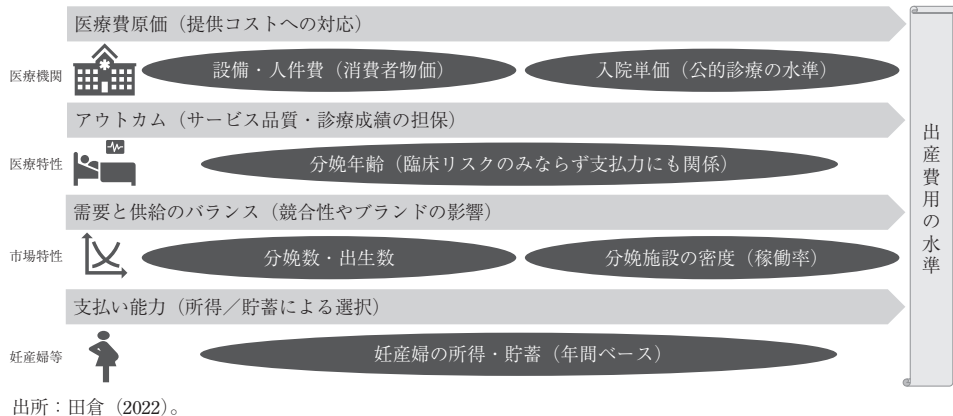 医療費原価（提供コストへの対応）
医療機関
設備・人件費（消費者物価）
入院単価（公的診療の水準）
アウトカム（サービス品質・診療成績の担保）
医療特性
分娩年齢（臨床リスクのみならず支払力にも関係）
需要と供給のバランス（競合性やブランドの影響）
市場特性
分娩数・出生数
分娩施設の密度（稼働率）
支払い能力（所得／貯蓄による選択）
妊産婦等
妊産婦の所得・貯蓄（年間ベース）
出産費用の水準
出所：田倉（2022）。